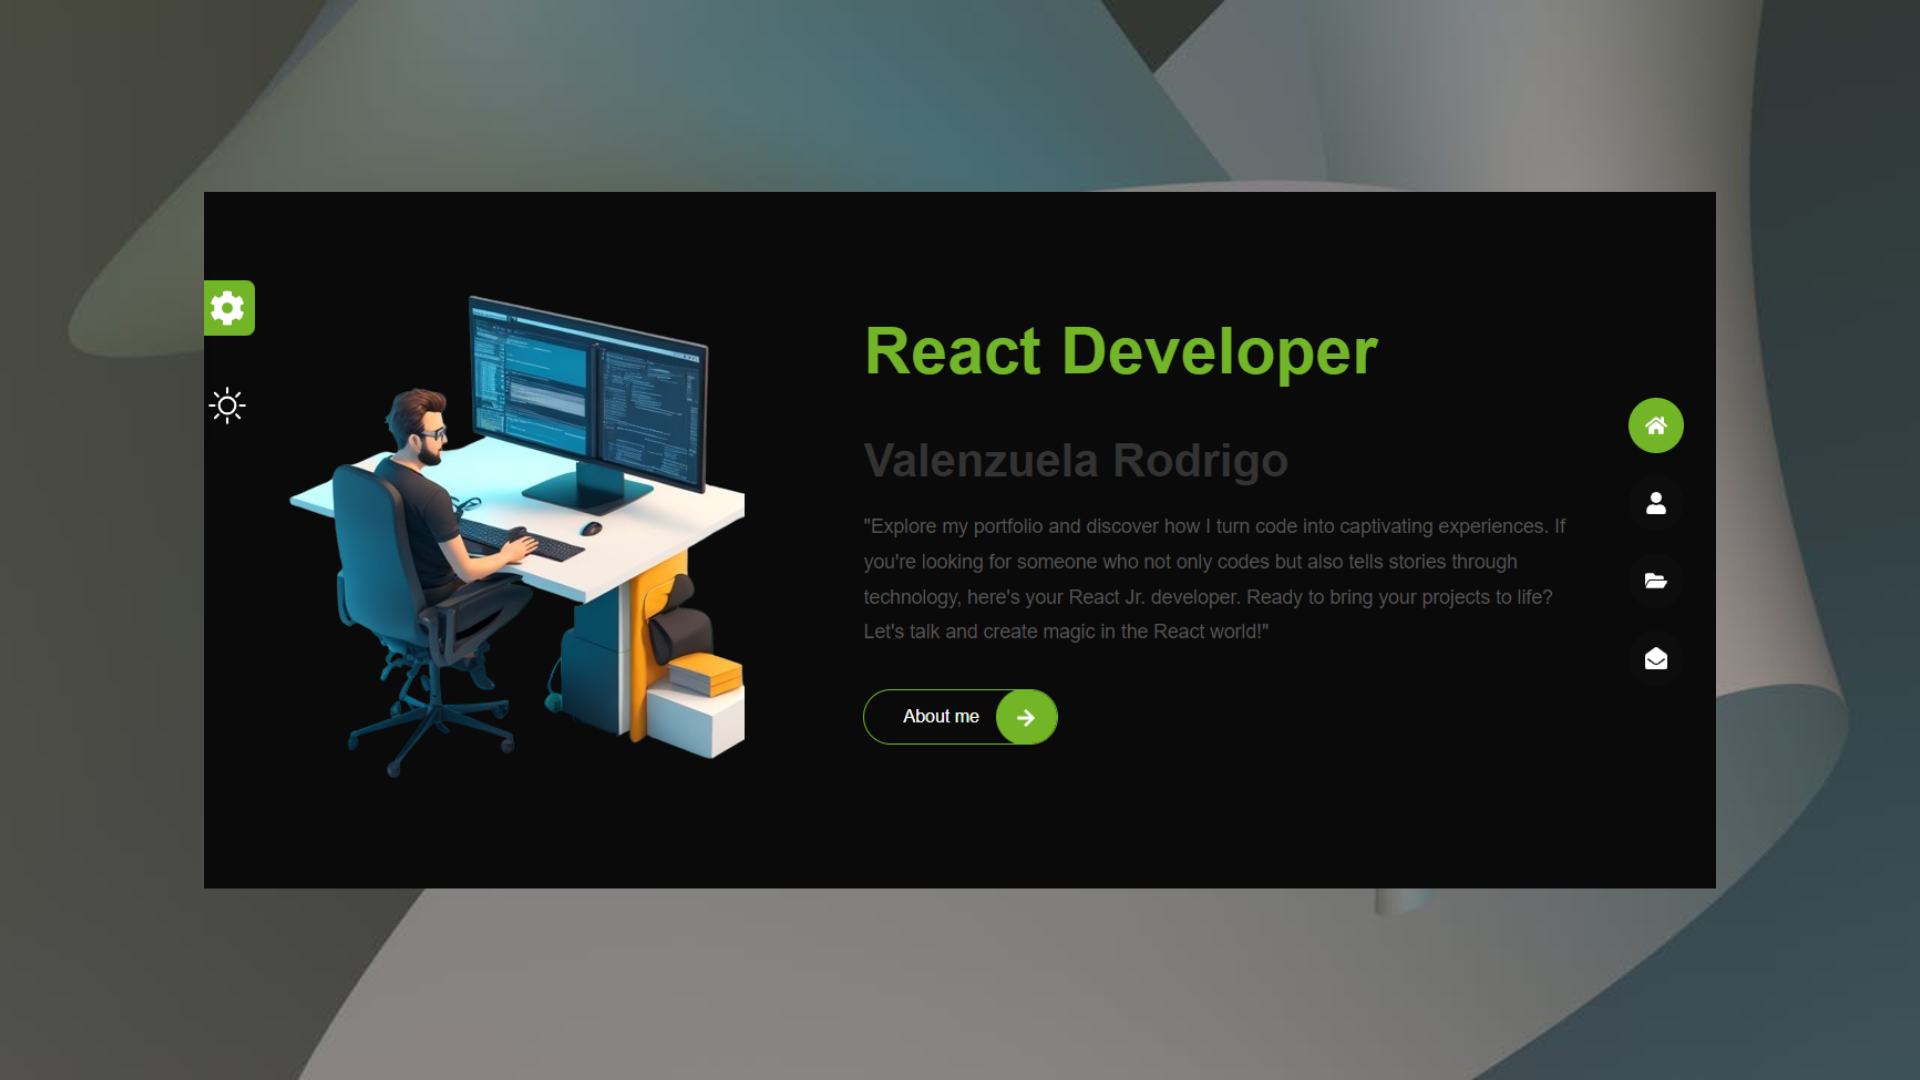 React Developer
Valenzuela Rodrigo
"Explore my portfolio and discover how I turn code into captivating experiences. If
you're looking for someone who not only codes but also tells stories through
technology, here's your React Jr. developer. Ready to bring your projects to life?
Let's talk and create magic in the React world!"
About me